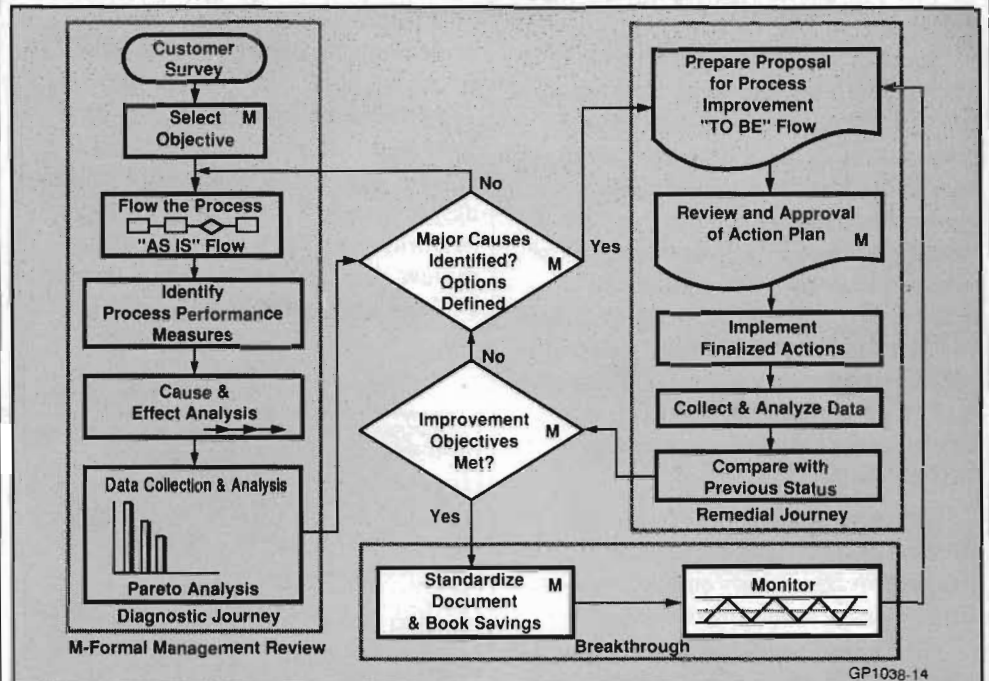 Customer
Survey
Select M
Objective
Flow the Process
"AS IS" Flow
Identify
Process Performance
Measures
Cause &
Effect Analysis
Data Collection & Analysis
Pareto Analysis
Diagnostic Journey
M-Formal Management Review
No
Major Causes
Identified? M
Options
Defined
Yes
No
Improvement
Objectives M
Met?
Yes
Prepare Proposal
for Process
Improvement
"TO BE" Flow
Review and Approval
of Action Plan M
Implement
Finalized Actions
Collect & Analyze Data
Compare with
Previous Status
Remedial Journey
Standardize M
Document
& Book Savings
Monitor
Breakthrough
GP1038-14